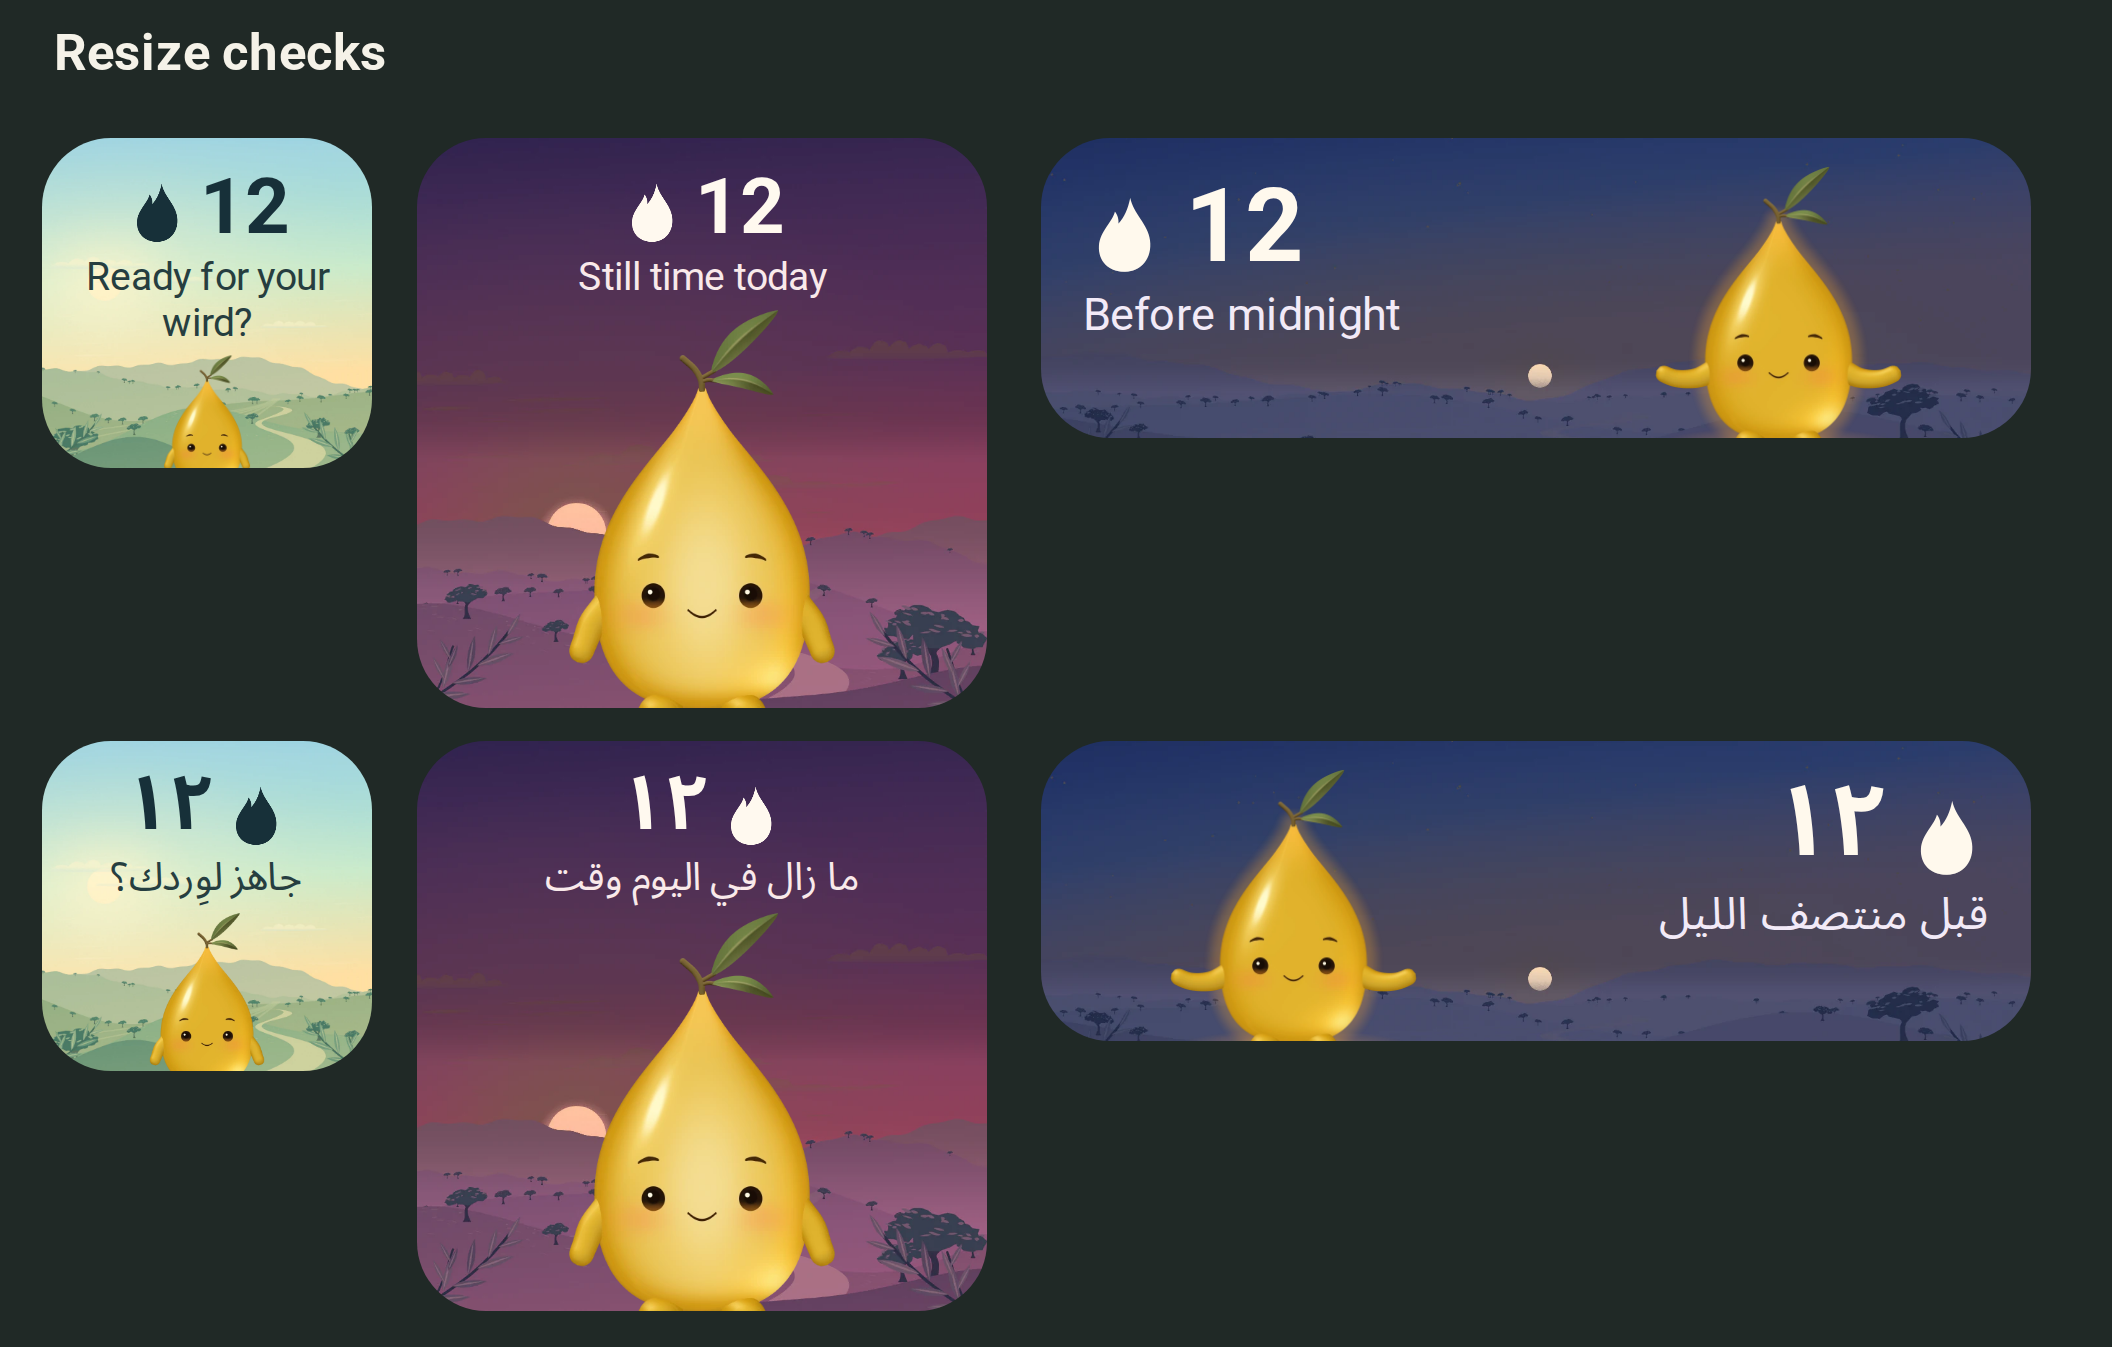 Resize checks
12
Ready for your
wird?
12
Still time today
12
Before midnight
١٢
جاهز لوِردك؟
١٢
ما زال في اليوم وقت
١٢
قبل منتصف الليل